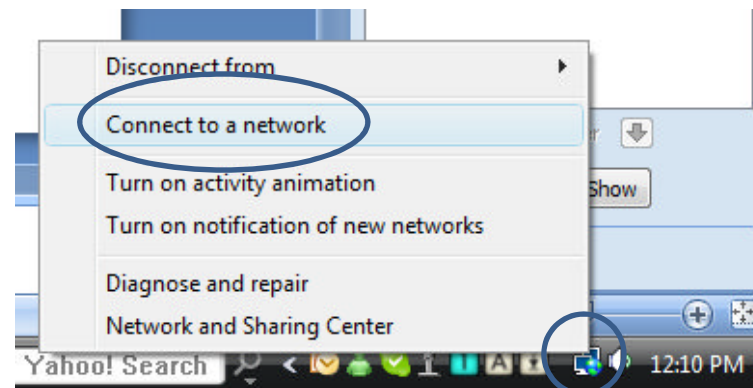 Disconnect from
Connect to a network
Turn on activity animation
Show
Turn on notification of new networks
Diagnose and repair
Network and Sharing Center
Yahoo! Search
12:10 PM